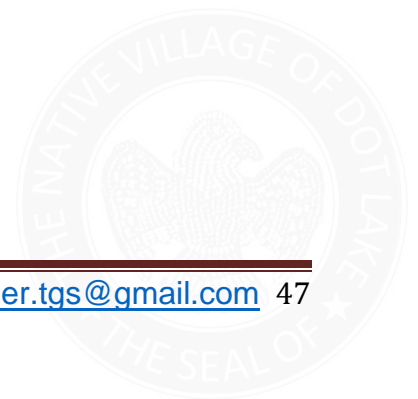 THE NATIVE VILLAGE OF DOT LAKE
er.tgs@gmail.com 47
THE SEAL OF